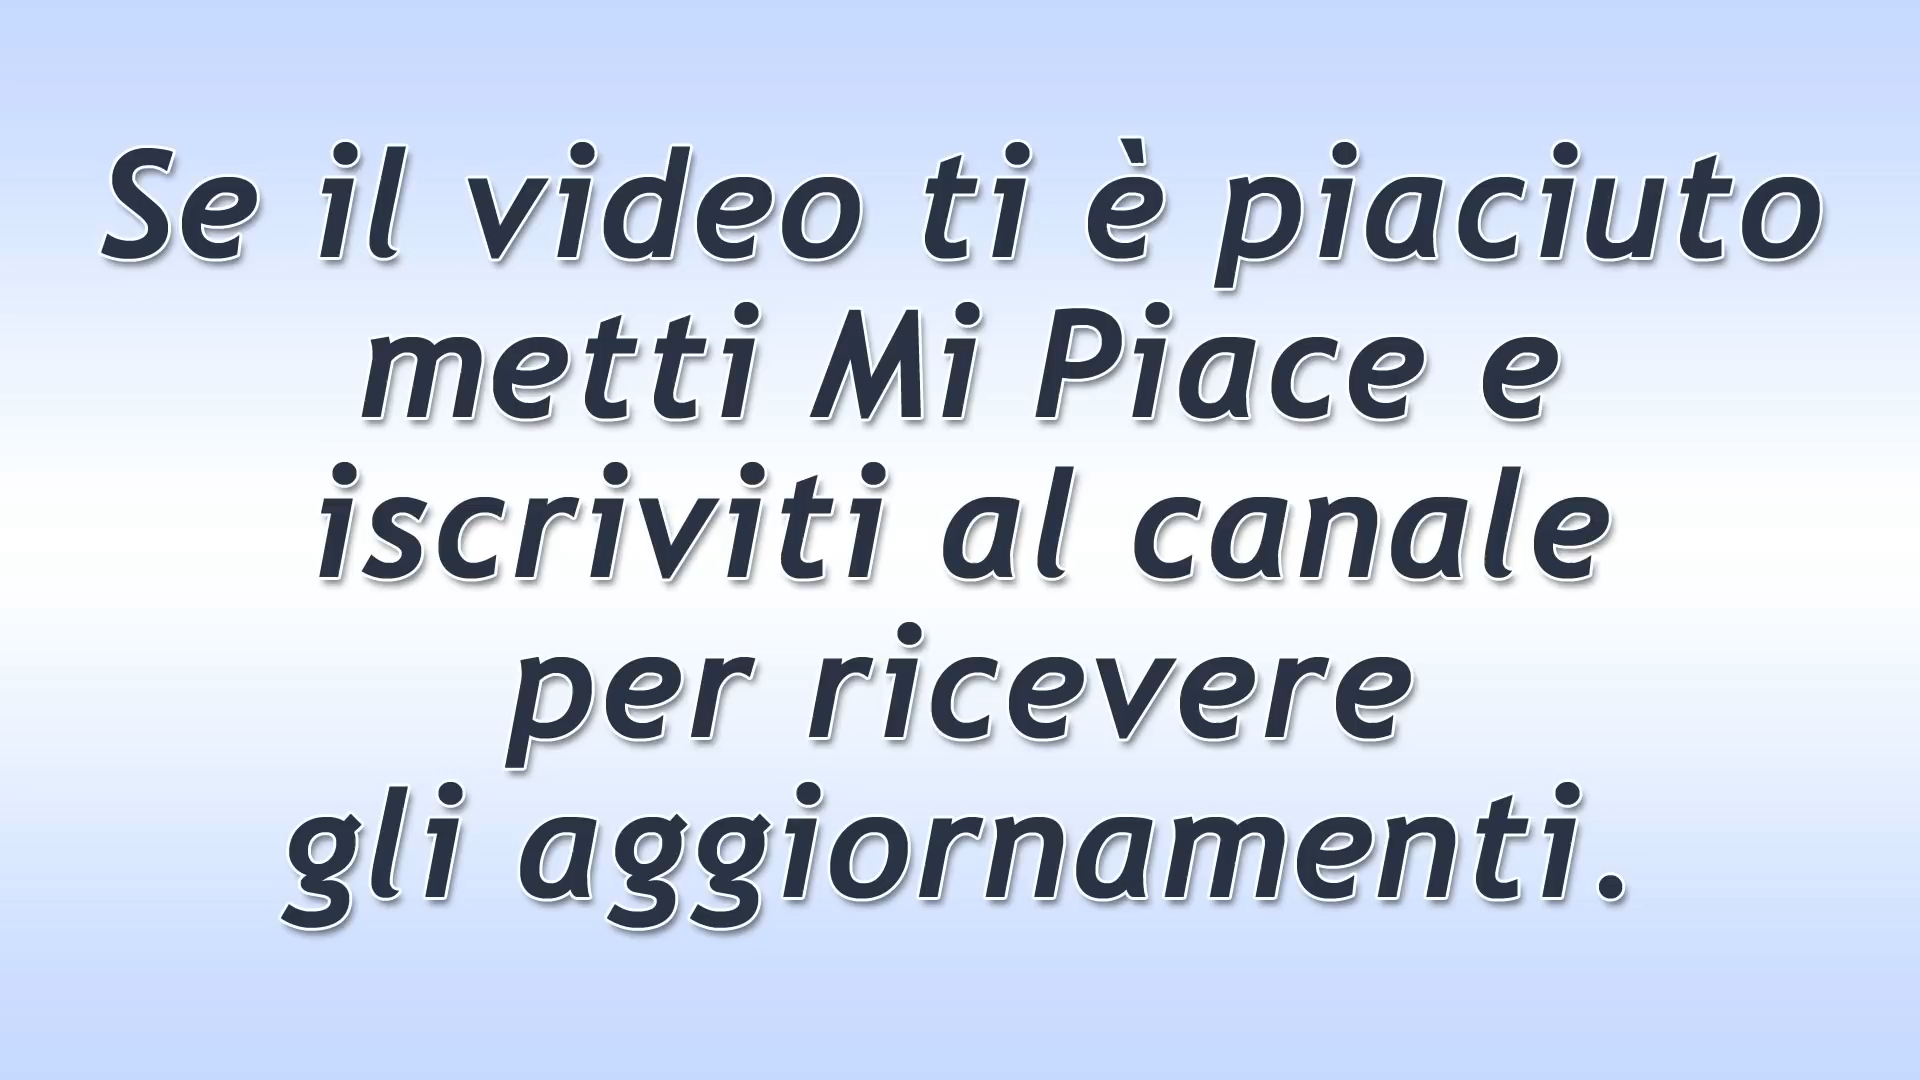 Se il video ti è piaciuto
metti Mi Piace e
iscriviti al canale
per ricevere
gli aggiornamenti.